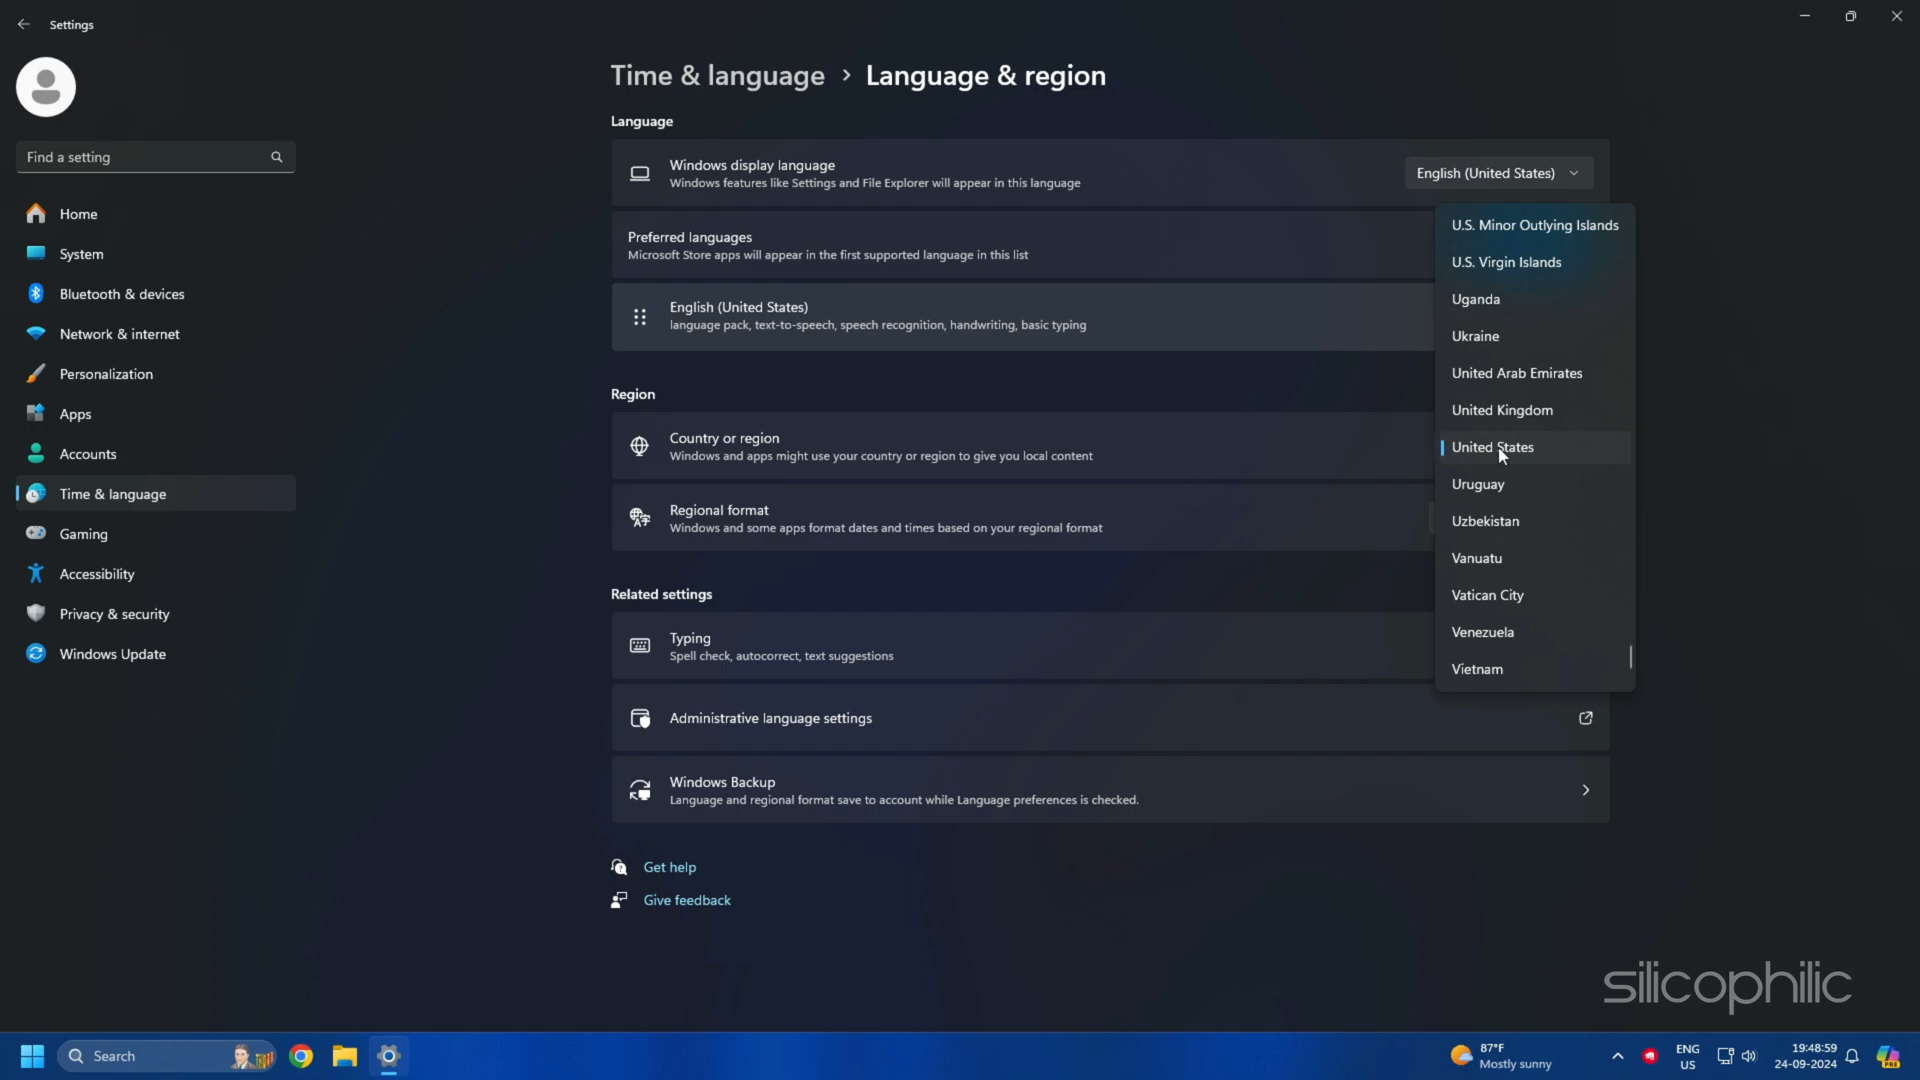 Settings
Find a setting
Home
System
Bluetooth & devices
Network & internet
Personalization
Apps
Accounts
Time & language
Gaming
Accessibility
Privacy & security
Windows Update
Time & language > Language & region
Language
Windows display language
Windows features like Settings and File Explorer will appear in this language
English (United States)
Preferred languages
Microsoft Store apps will appear in the first supported language in this list
English (United States)
language pack, text-to-speech, speech recognition, handwriting, basic typing
Region
Country or region
Windows and apps might use your country or region to give you local content
Regional format
Windows and some apps format dates and times based on your regional format
Related settings
Typing
Spell check, autocorrect, text suggestions
Administrative language settings
Windows Backup
Language and regional format save to account while Language preferences is checked.
Get help
Give feedback
U.S. Minor Outlying Islands
U.S. Virgin Islands
Uganda
Ukraine
United Arab Emirates
United Kingdom
United States
Uruguay
Uzbekistan
Vanuatu
Vatican City
Venezuela
Vietnam
silicophilic
Search
87°F
Mostly sunny
ENG
US
19:48:59
24-09-2024
PRE